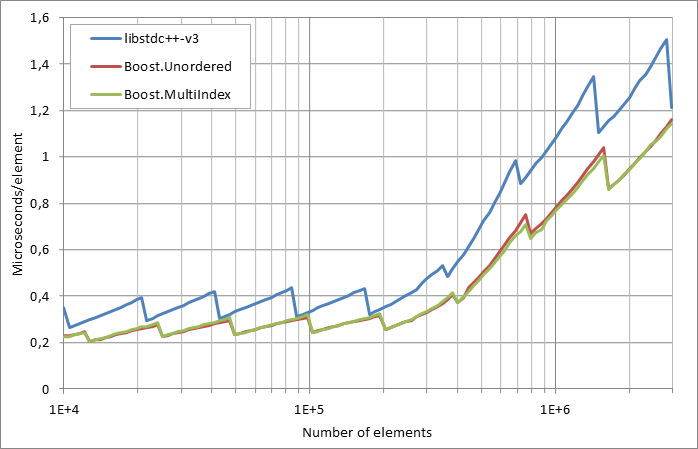 1,6
1,4
1,2
1
0,8
0,6
0,4
0,2
0
Microseconds/element
libstdc++-v3
Boost.Unordered
Boost.MultiIndex
1E+4
1E+5
1E+6
Number of elements